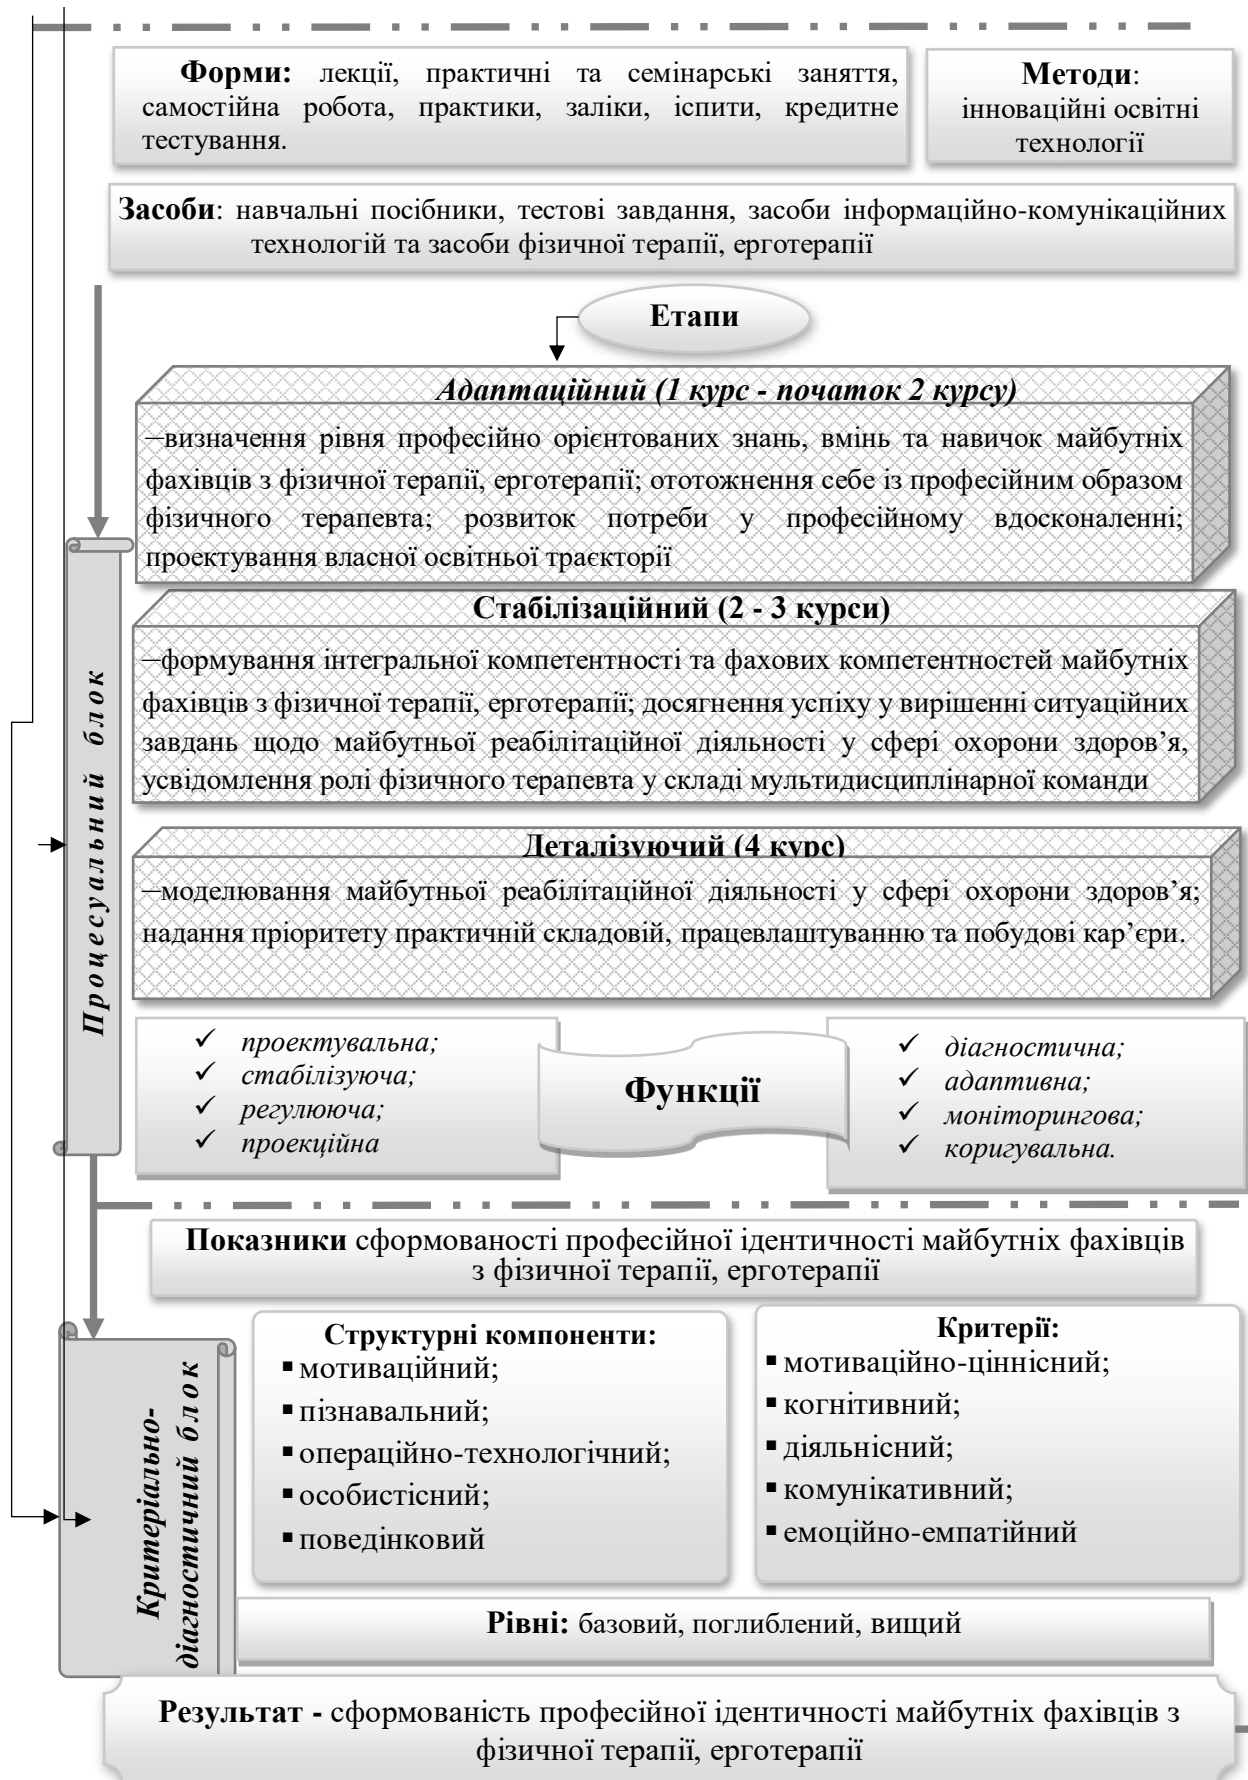 Форми: лекції, практичні та семінарські заняття,
самостійна робота, практики, заліки, іспити, кредитне
тестування.
Методи:
інноваційні освітні
технології
Засоби: навчальні посібники, тестові завдання, засоби інформаційно-комунікаційних
технологій та засоби фізичної терапії, ерготерапії
Етапи
Адаптаційний (1 курс - початок 2 курсу)
–визначення рівня професійно орієнтованих знань, вмінь та навичок майбутніх
фахівців з фізичної терапії, ерготерапії; ототожнення себе із професійним образом
фізичного терапевта; розвиток потреби у професійному вдосконаленні;
проектування власної освітньої траєкторії
Стабілізаційний (2 - 3 курси)
–формування інтегральної компетентності та фахових компетентностей майбутніх
фахівців з фізичної терапії, ерготерапії; досягнення успіху у вирішенні ситуаційних
завдань щодо майбутньої реабілітаційної діяльності у сфері охорони здоров’я,
усвідомлення ролі фізичного терапевта у складі мультидисциплінарної команди
Деталізуючий (4 курс)
–моделювання майбутньої реабілітаційної діяльності у сфері охорони здоров’я;
надання пріоритету практичній складовій, працевлаштуванню та побудові кар’єри.
Процесуальний блок
✓ проектувальна;
✓ стабілізуюча;
✓ регулююча;
✓ проекційна
Функції
✓ діагностична;
✓ адаптивна;
✓ моніторингова;
✓ коригувальна.
Показники сформованості професійної ідентичності майбутніх фахівців
з фізичної терапії, ерготерапії
Критеріально-
діагностичний блок
Структурні компоненти:
▪ мотиваційний;
▪ пізнавальний;
▪ операційно-технологічний;
▪ особистісний;
▪ поведінковий
Критерії:
▪ мотиваційно-ціннісний;
▪ когнітивний;
▪ діяльнісний;
▪ комунікативний;
▪ емоційно-емпатійний
Рівні: базовий, поглиблений, вищий
Результат - сформованість професійної ідентичності майбутніх фахівців з
фізичної терапії, ерготерапії